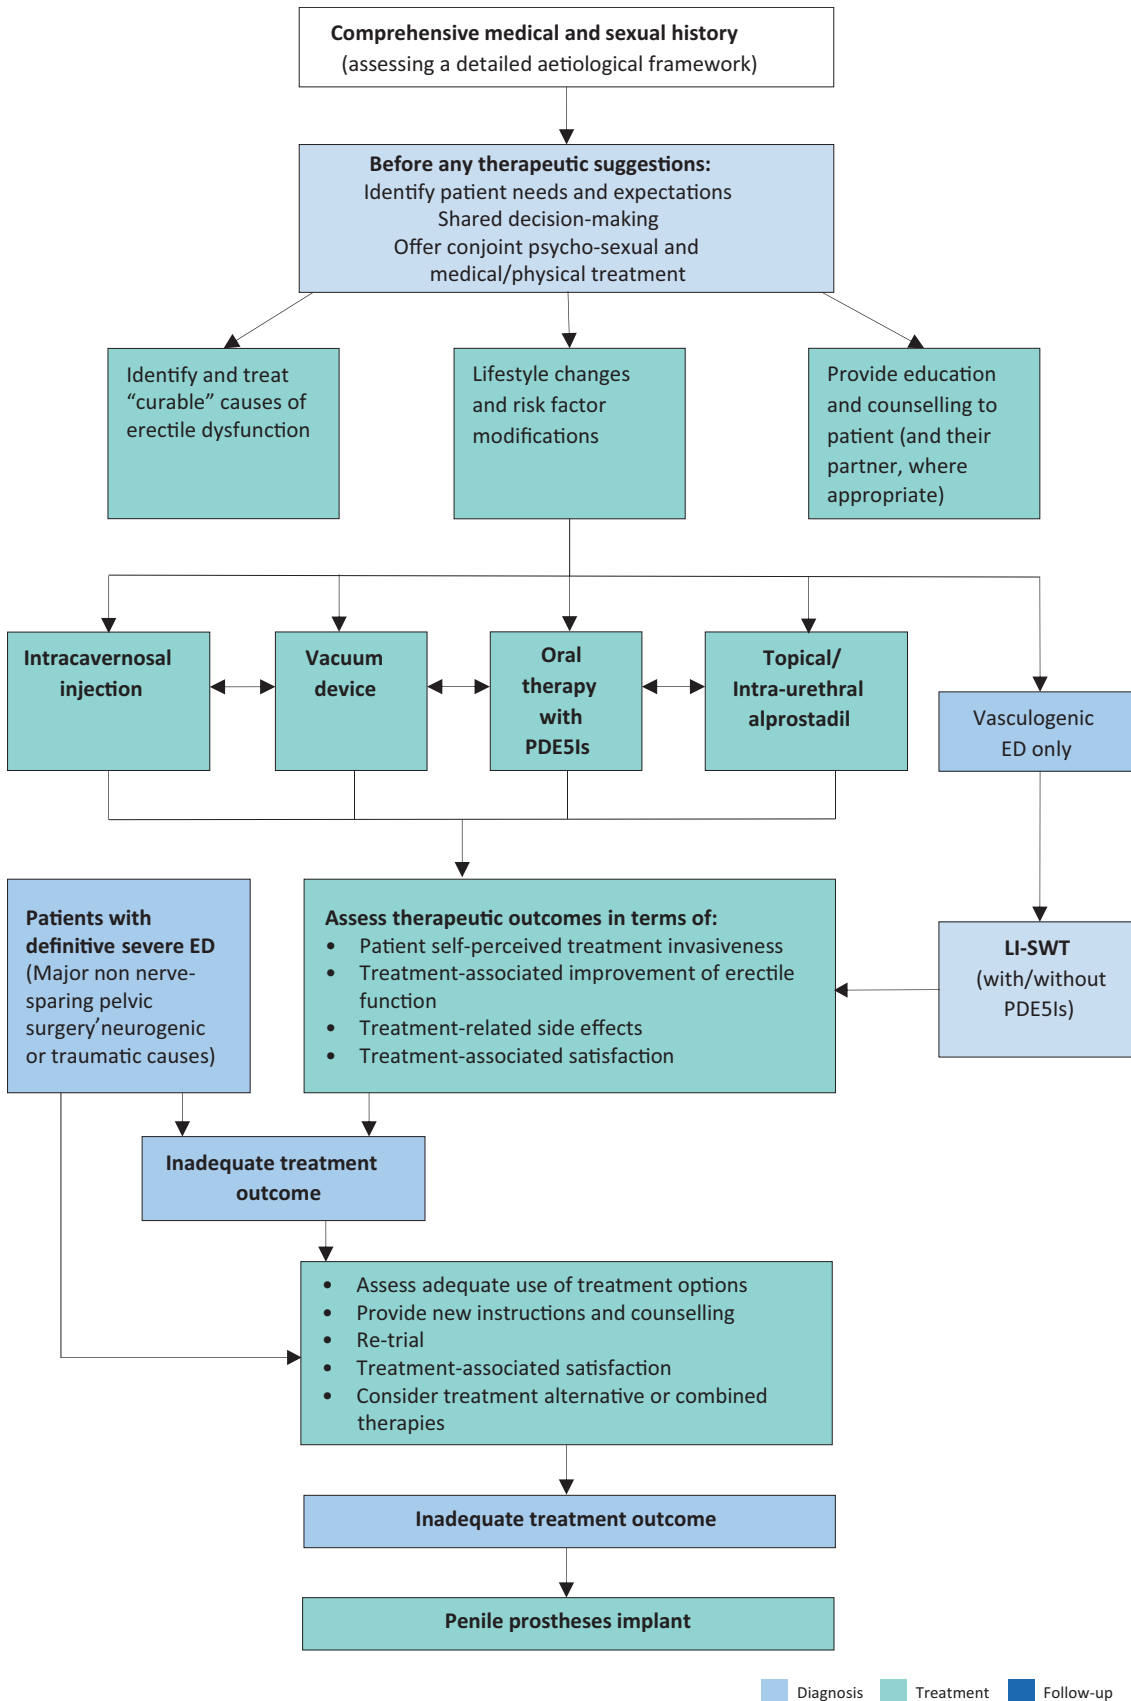 Comprehensive medical and sexual history
(assessing a detailed aetiological framework)
Before any therapeutic suggestions:
Identify patient needs and expectations
Shared decision-making
Offer conjoint psycho-sexual and
medical/physical treatment
Identify and treat
“curable” causes of
erectile dysfunction
Lifestyle changes
and risk factor
modifications
Provide education
and counselling to
patient (and their
partner, where
appropriate)
Intracavernosal
injection
Vacuum
device
Oral
therapy
with
PDE5Is
Topical/
Intra-urethral
alprostadil
Vasculogenic
ED only
Patients with
definitive severe ED
(Major non nerve-
sparing pelvic
surgery’neurogenic
or traumatic causes)
Assess therapeutic outcomes in terms of:
• Patient self-perceived treatment invasiveness
• Treatment-associated improvement of erectile
function
• Treatment-related side effects
• Treatment-associated satisfaction
LI-SWT
(with/without
PDE5Is)
Inadequate treatment
outcome
• Assess adequate use of treatment options
• Provide new instructions and counselling
• Re-trial
• Treatment-associated satisfaction
• Consider treatment alternative or combined
therapies
Inadequate treatment outcome
Penile prostheses implant
Diagnosis Treatment Follow-up